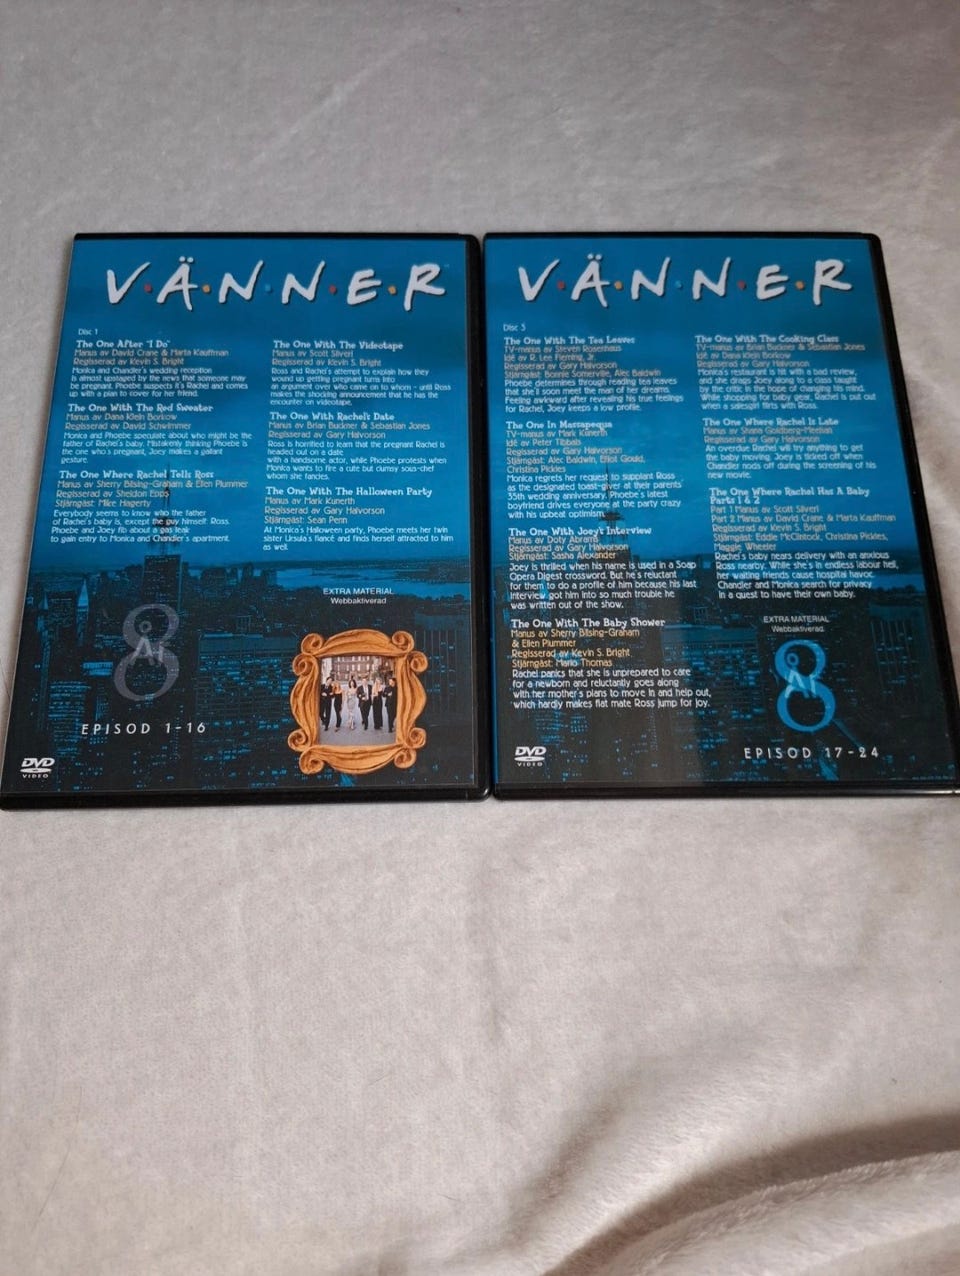 V·Ä·N·N·E·R
Disc 1
The One After "I Do"
Manus av David Crane & Marta Kauffman
Regisserad av Kevin S. Bright
Monica and Chandler's wedding reception
is almost upstaged by the news that someone may
be pregnant. Phoebe suspects it's Rachel and comes
up with a plan to cover for her friend.
The One With The Red Sweater
Manus av Dana Klein Borkow
Regisserad av David Schwimmer
Monica and Phoebe speculate about who might be the
father of Rachel's baby. Mistakenly thinking Phoebe is
the one who's pregnant, Joey makes a gallant
gesture.
The One Where Rachel Tells Ross
Manus av Sherry Bilsing-Graham & Ellen Plummer
Regisserad av Sheldon Epps
Stjärngäst: Mike Hagerty
Everybody seems to know who the father
of Rachel's baby is, except the guy himself: Ross.
Phoebe and Joey fib about a gas leak
to gain entry to Monica and Chandler's apartment.
The One With The Videotape
Manus av Scott Silveri
Regisserad av Kevin S. Bright
Ross and Rachel's attempt to explain how they
wound up getting pregnant turns into
an argument over who came on to whom - until Ross
makes the shocking announcement that he has the
encounter on videotape.
The One With Rachel's Date
Manus av Brian Buckner & Sebastian Jones
Regisserad av Gary Halvorson
Ross is horrified to learn that the pregnant Rachel is
headed out on a date
with a handsome actor, while Phoebe protests when
Monica wants to fire a cute but clumsy sous-chef
whom she fancies.
The One With The Halloween Party
Manus av Mark Kunerth
Regisserad av Gary Halvorson
Stjärngäst: Sean Penn
At Monica's Halloween party, Phoebe meets her twin
sister Ursula's fiancé and finds herself attracted to him
as well.
EXTRA MATERIAL
Webbaktiverad
8
EPISOD 1-16
DVD
VIDEO
V·Ä·N·N·E·R
Disc 3
The One With The Tea Leaves
TV-manus av Steven Rosenhaus
Idé av R. Lee Fleming, Jr.
Regisserad av Gary Halvorson
Stjärngäst: Bonnie Somerville, Alec Baldwin
Phoebe determines through reading tea leaves
that she'll soon meet the man of her dreams.
Feeling awkward after revealing his true feelings
for Rachel, Joey keeps a low profile.
The One In Massapequa
TV-manus av Mark Kunerth
Idé av Peter Tibbals
Regisserad av Gary Halvorson
Stjärngäst: Alec Baldwin, Elliot Gould,
Christina Pickles
Monica regrets her request to supplant Ross
as the designated toast-giver at their parents'
35th wedding anniversary. Phoebe's latest
boyfriend drives everyone at the party crazy
with his upbeat optimism.
The One With Joey's Interview
Manus av Doty Abrams
Regisserad av Gary Halvorson
Stjärngäst: Sasha Alexander
Joey is thrilled when his name is used in a Soap
Opera Digest crossword. But he's reluctant
for them to do a profile of him because his last
interview got him into so much trouble he
was written out of the show.
The One With The Baby Shower
Manus av Sherry Bilsing-Graham
& Ellen Plummer
Regisserad av Kevin S. Bright
Stjärngäst: Marlo Thomas
Rachel panics that she is unprepared to care
for a newborn and reluctantly goes along
with her mother's plans to move in and help out,
which hardly makes flat mate Ross jump for joy.
The One With The Cooking Class
TV-manus av Brian Buckner & Sebastian Jones
Idé av Dana Klein Borkow
Regisserad av Gary Halvorson
Monica's restaurant is hit with a bad review,
and she drags Joey along to a class taught
by the critic in the hope of changing his mind.
While shopping for baby gear, Rachel is put out
when a salesgirl flirts with Ross.
The One Where Rachel Is Late
Manus av Shana Goldberg-Meehan
Regisserad av Gary Halvorson
An overdue Rachel will try anything to get
the baby moving. Joey is ticked off when
Chandler nods off during the screening of his
new movie.
The One Where Rachel Has A Baby
Parts 1 & 2
Part 1 Manus av Scott Silveri
Part 2 Manus av David Crane & Marta Kauffman
Regisserad av Kevin S. Bright
Stjärngäst: Eddie McClintock, Christina Pickles,
Maggie Wheeler
Rachel's baby nears delivery with an anxious
Ross nearby. While she's in endless labour hell,
her waiting friends cause hospital havoc.
Chandler and Monica search for privacy
in a quest to have their own baby.
EXTRA MATERIAL
Webbaktiverad.
8
EPISOD 17-24
DVD
VIDEO